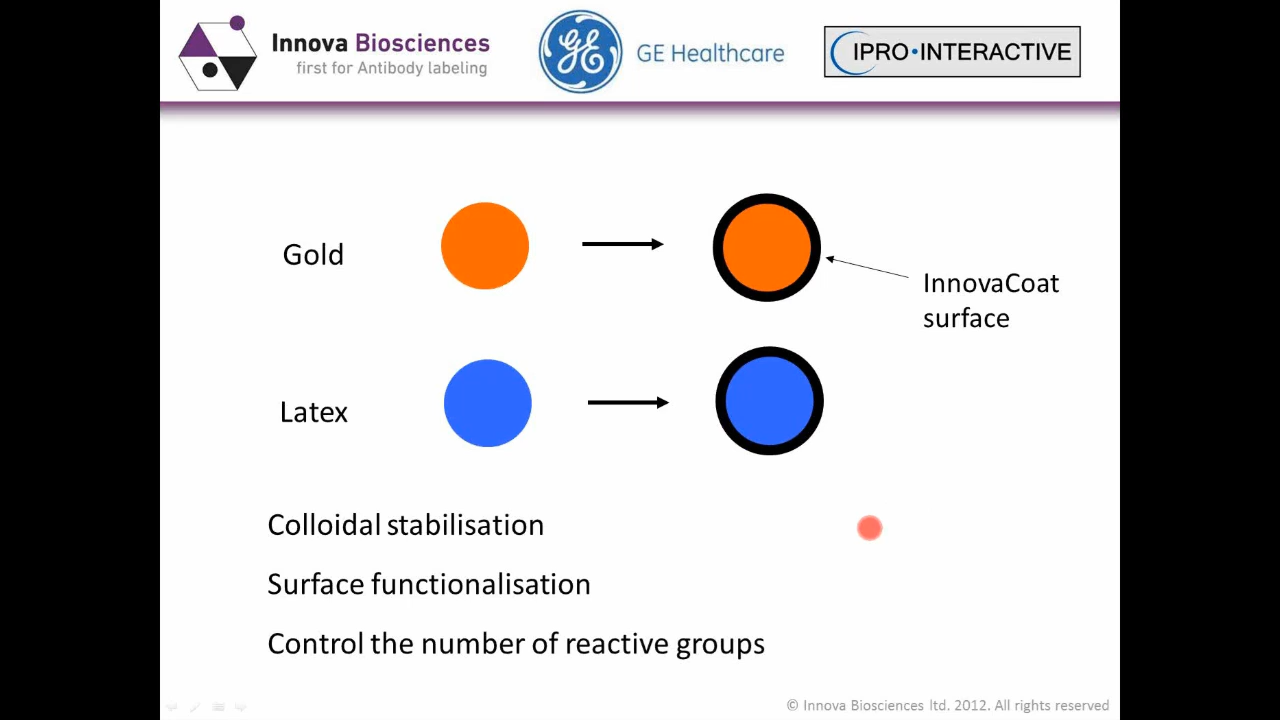 Innova Biosciences
first for Antibody labeling
GE
GE Healthcare
IPRO•INTERACTIVE
Gold
InnovaCoat
surface
Latex
Colloidal stabilisation
Surface functionalisation
Control the number of reactive groups
© Innova Biosciences ltd. 2012. All rights reserved